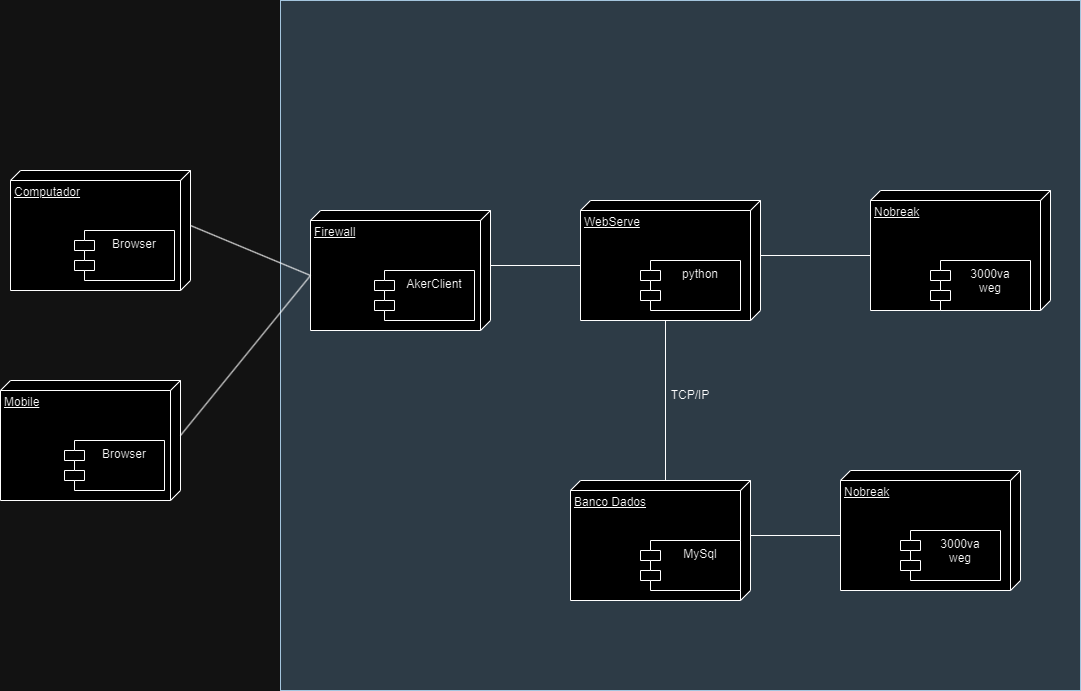 Computador
Browser
Mobile
Browser
Firewall
AkerClient
WebServe
python
Nobreak
3000va
weg
TCP/IP
Banco Dados
MySql
Nobreak
3000va
weg